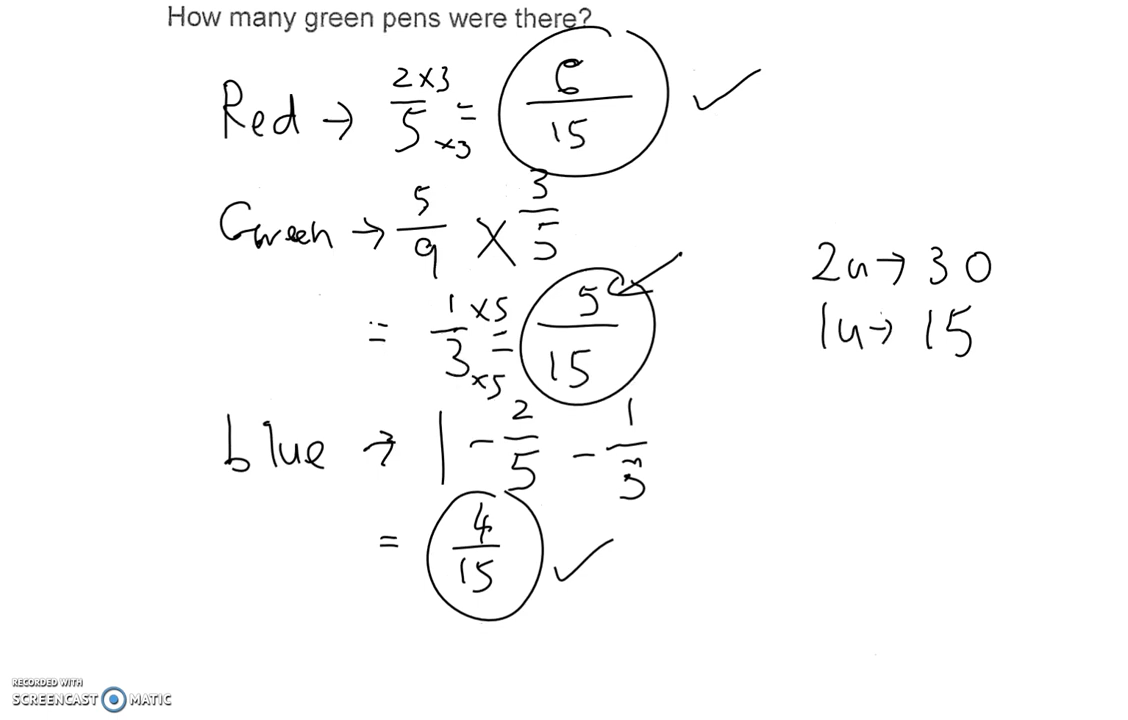 How many green pens were there?
Red → 2×3/5×3 = 6/15 ✓
Green → 5/9 × 3/5
= 1×5/3×5 = 5/15
2u → 30
1u → 15
blue → 1 - 2/5 - 1/3
= 4/15 ✓
RECORDED WITH
SCREENCAST MATIC